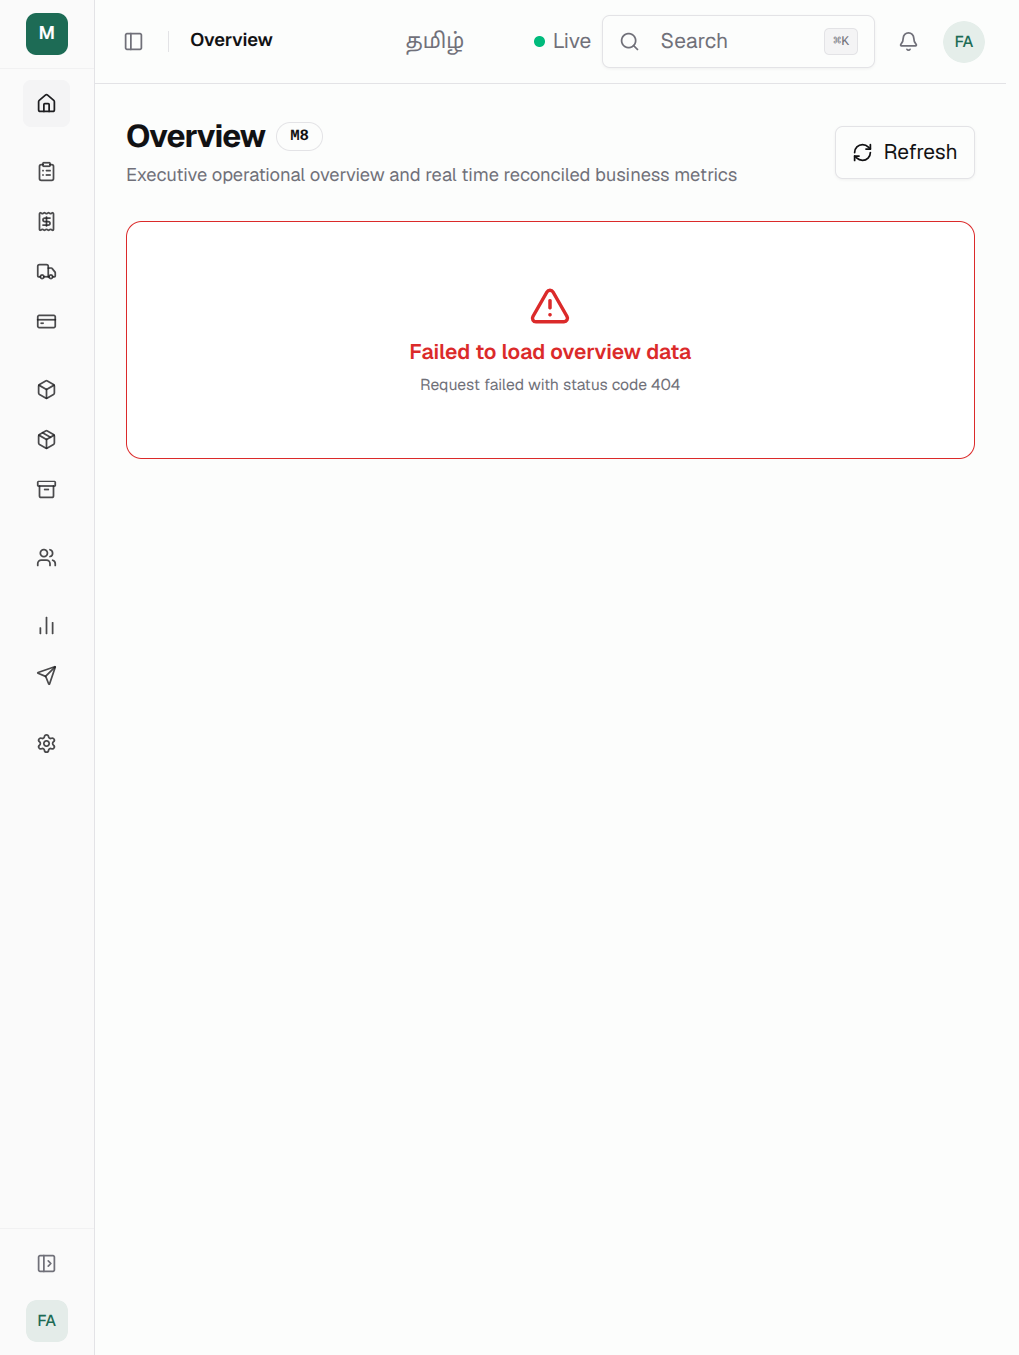 M
Overview
தமிழ்
Live
Search
⌘K
FA
Overview M8
Executive operational overview and real time reconciled business metrics
Refresh
Failed to load overview data
Request failed with status code 404
FA